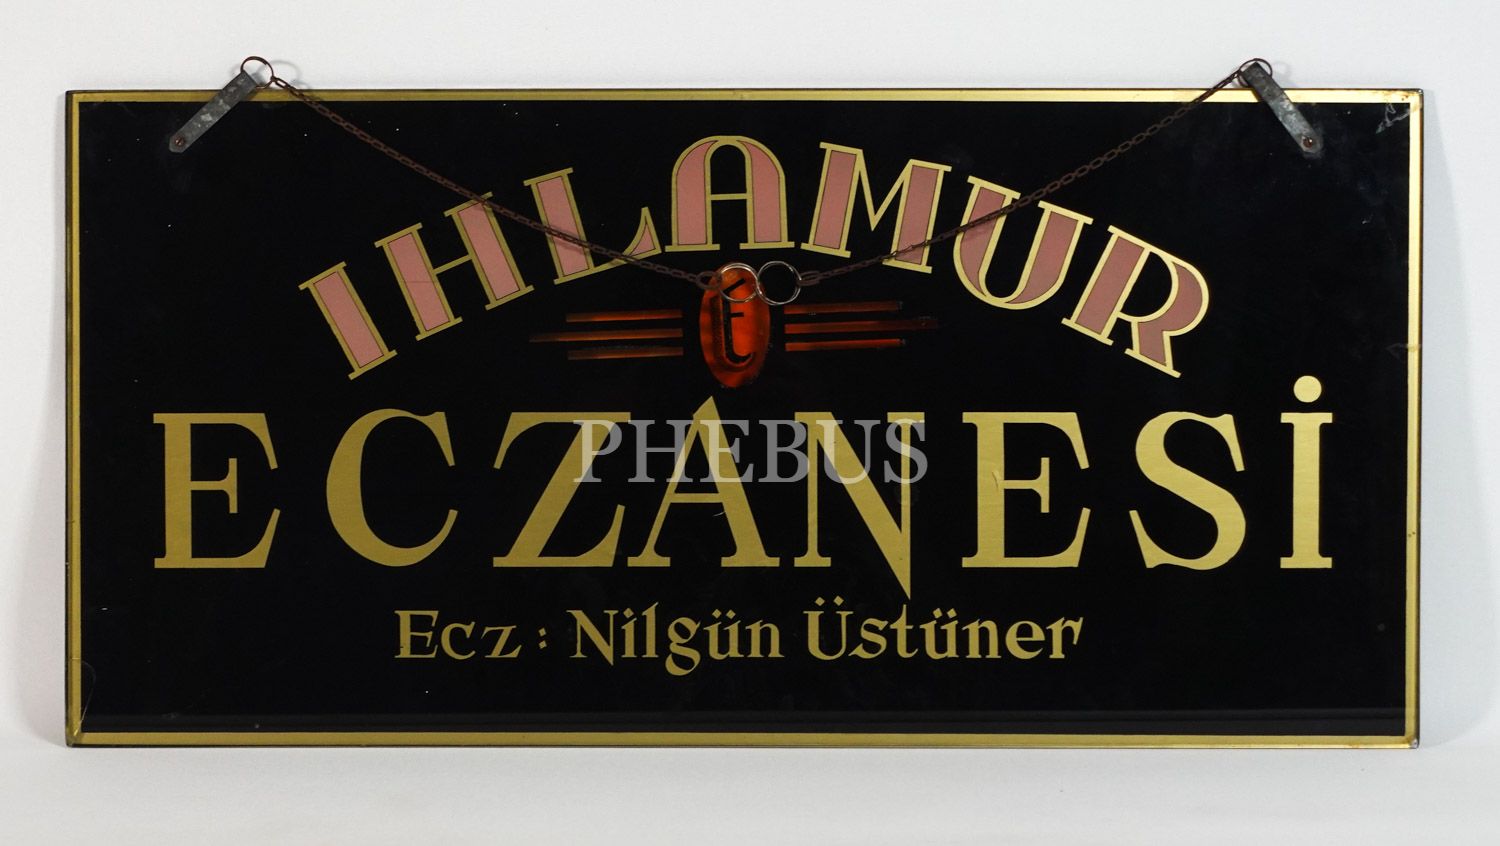 IHLAMUR
E
ECZANESİ
PHEBUS
Ecz: Nilgün Üstüner